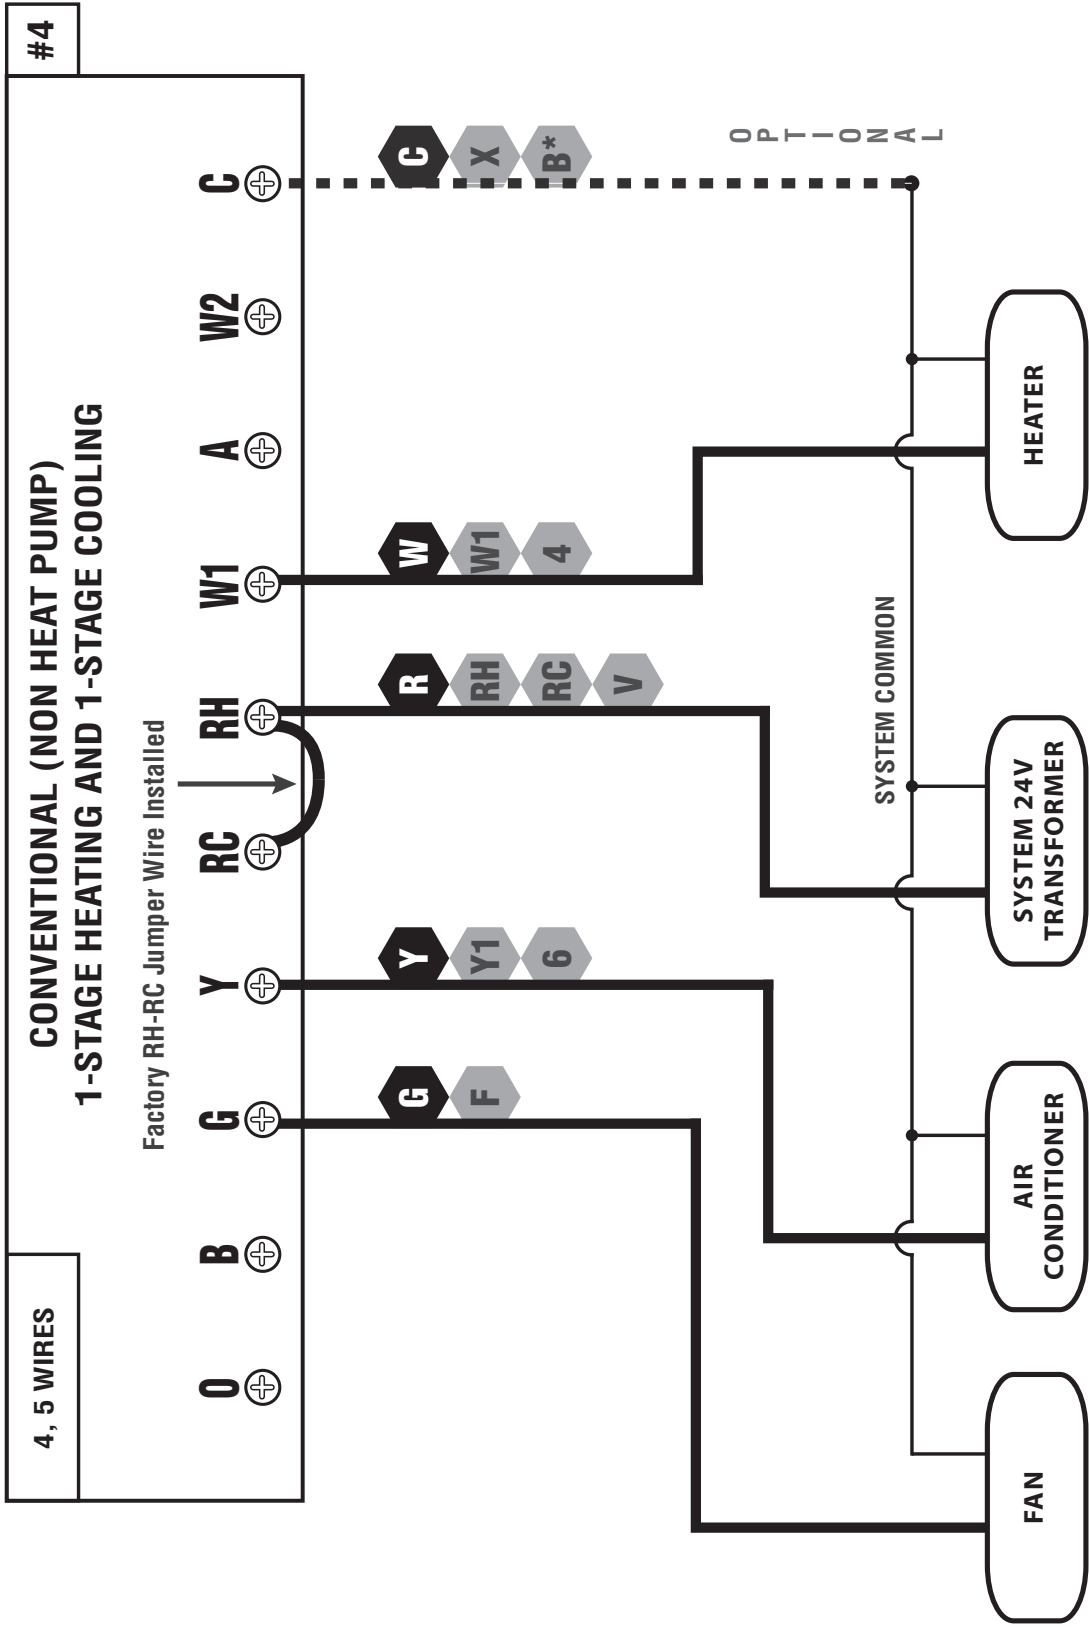 4, 5 WIRES
#4
CONVENTIONAL (NON HEAT PUMP)
1-STAGE HEATING AND 1-STAGE COOLING
Factory RH-RC Jumper Wire Installed
O B G Y RC RH W1 A W2 C
G
F
Y
Y1
6
R
RH
RC
V
W
W1
4
C
X
B*
OPTIONAL
SYSTEM COMMON
FAN
AIR
CONDITIONER
SYSTEM 24V
TRANSFORMER
HEATER